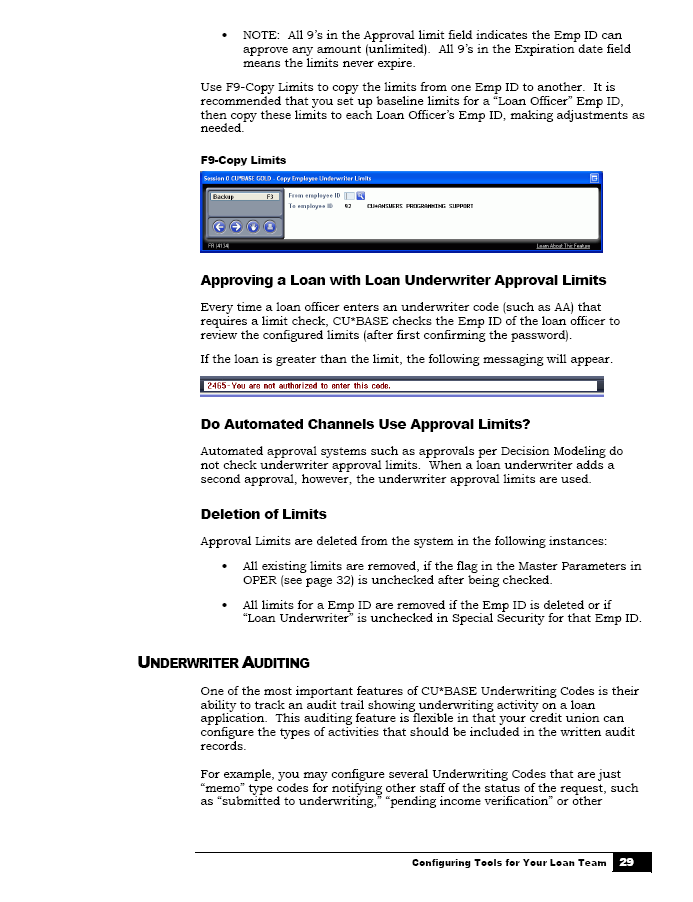 • NOTE: All 9's in the Approval limit field indicates the Emp ID can
approve any amount (unlimited). All 9's in the Expiration date field
means the limits never expire.
Use F9-Copy Limits to copy the limits from one Emp ID to another. It is
recommended that you set up baseline limits for a “Loan Officer” Emp ID,
then copy these limits to each Loan Officer's Emp ID, making adjustments as
needed.
F9-Copy Limits
Session 0 CU*BASE GOLD - Copy Employee Underwriter Limits
Backup F3
From employee ID
To employee ID 92 CU*ANSWERS PROGRAMMING SUPPORT
FR (4134)
Learn About This Feature
Approving a Loan with Loan Underwriter Approval Limits
Every time a loan officer enters an underwriter code (such as AA) that
requires a limit check, CU*BASE checks the Emp ID of the loan officer to
review the configured limits (after first confirming the password).
If the loan is greater than the limit, the following messaging will appear.
2465-You are not authorized to enter this code.
Do Automated Channels Use Approval Limits?
Automated approval systems such as approvals per Decision Modeling do
not check underwriter approval limits. When a loan underwriter adds a
second approval, however, the underwriter approval limits are used.
Deletion of Limits
Approval Limits are deleted from the system in the following instances:
• All existing limits are removed, if the flag in the Master Parameters in
OPER (see page 32) is unchecked after being checked.
• All limits for a Emp ID are removed if the Emp ID is deleted or if
“Loan Underwriter” is unchecked in Special Security for that Emp ID.
UNDERWRITER AUDITING
One of the most important features of CU*BASE Underwriting Codes is their
ability to track an audit trail showing underwriting activity on a loan
application. This auditing feature is flexible in that your credit union can
configure the types of activities that should be included in the written audit
records.
For example, you may configure several Underwriting Codes that are just
“memo” type codes for notifying other staff of the status of the request, such
as “submitted to underwriting,” “pending income verification” or other
Configuring Tools for Your Loan Team 29